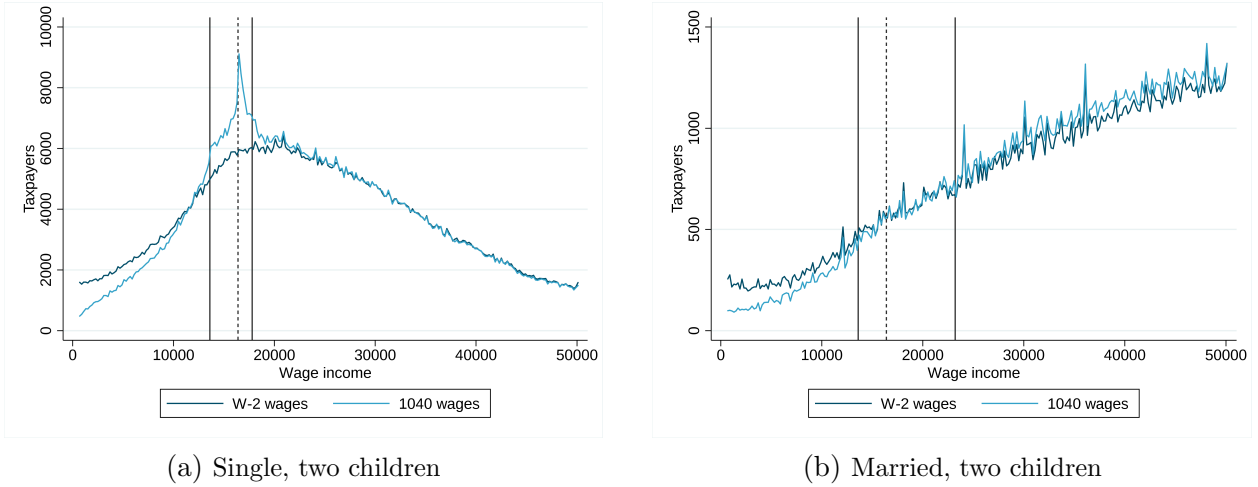 10000
8000
6000
4000
2000
0
Taxpayers
0 10000 20000 30000 40000 50000
Wage income
W-2 wages 1040 wages
(a) Single, two children
1500
1000
500
0
Taxpayers
0 10000 20000 30000 40000 50000
Wage income
W-2 wages 1040 wages
(b) Married, two children